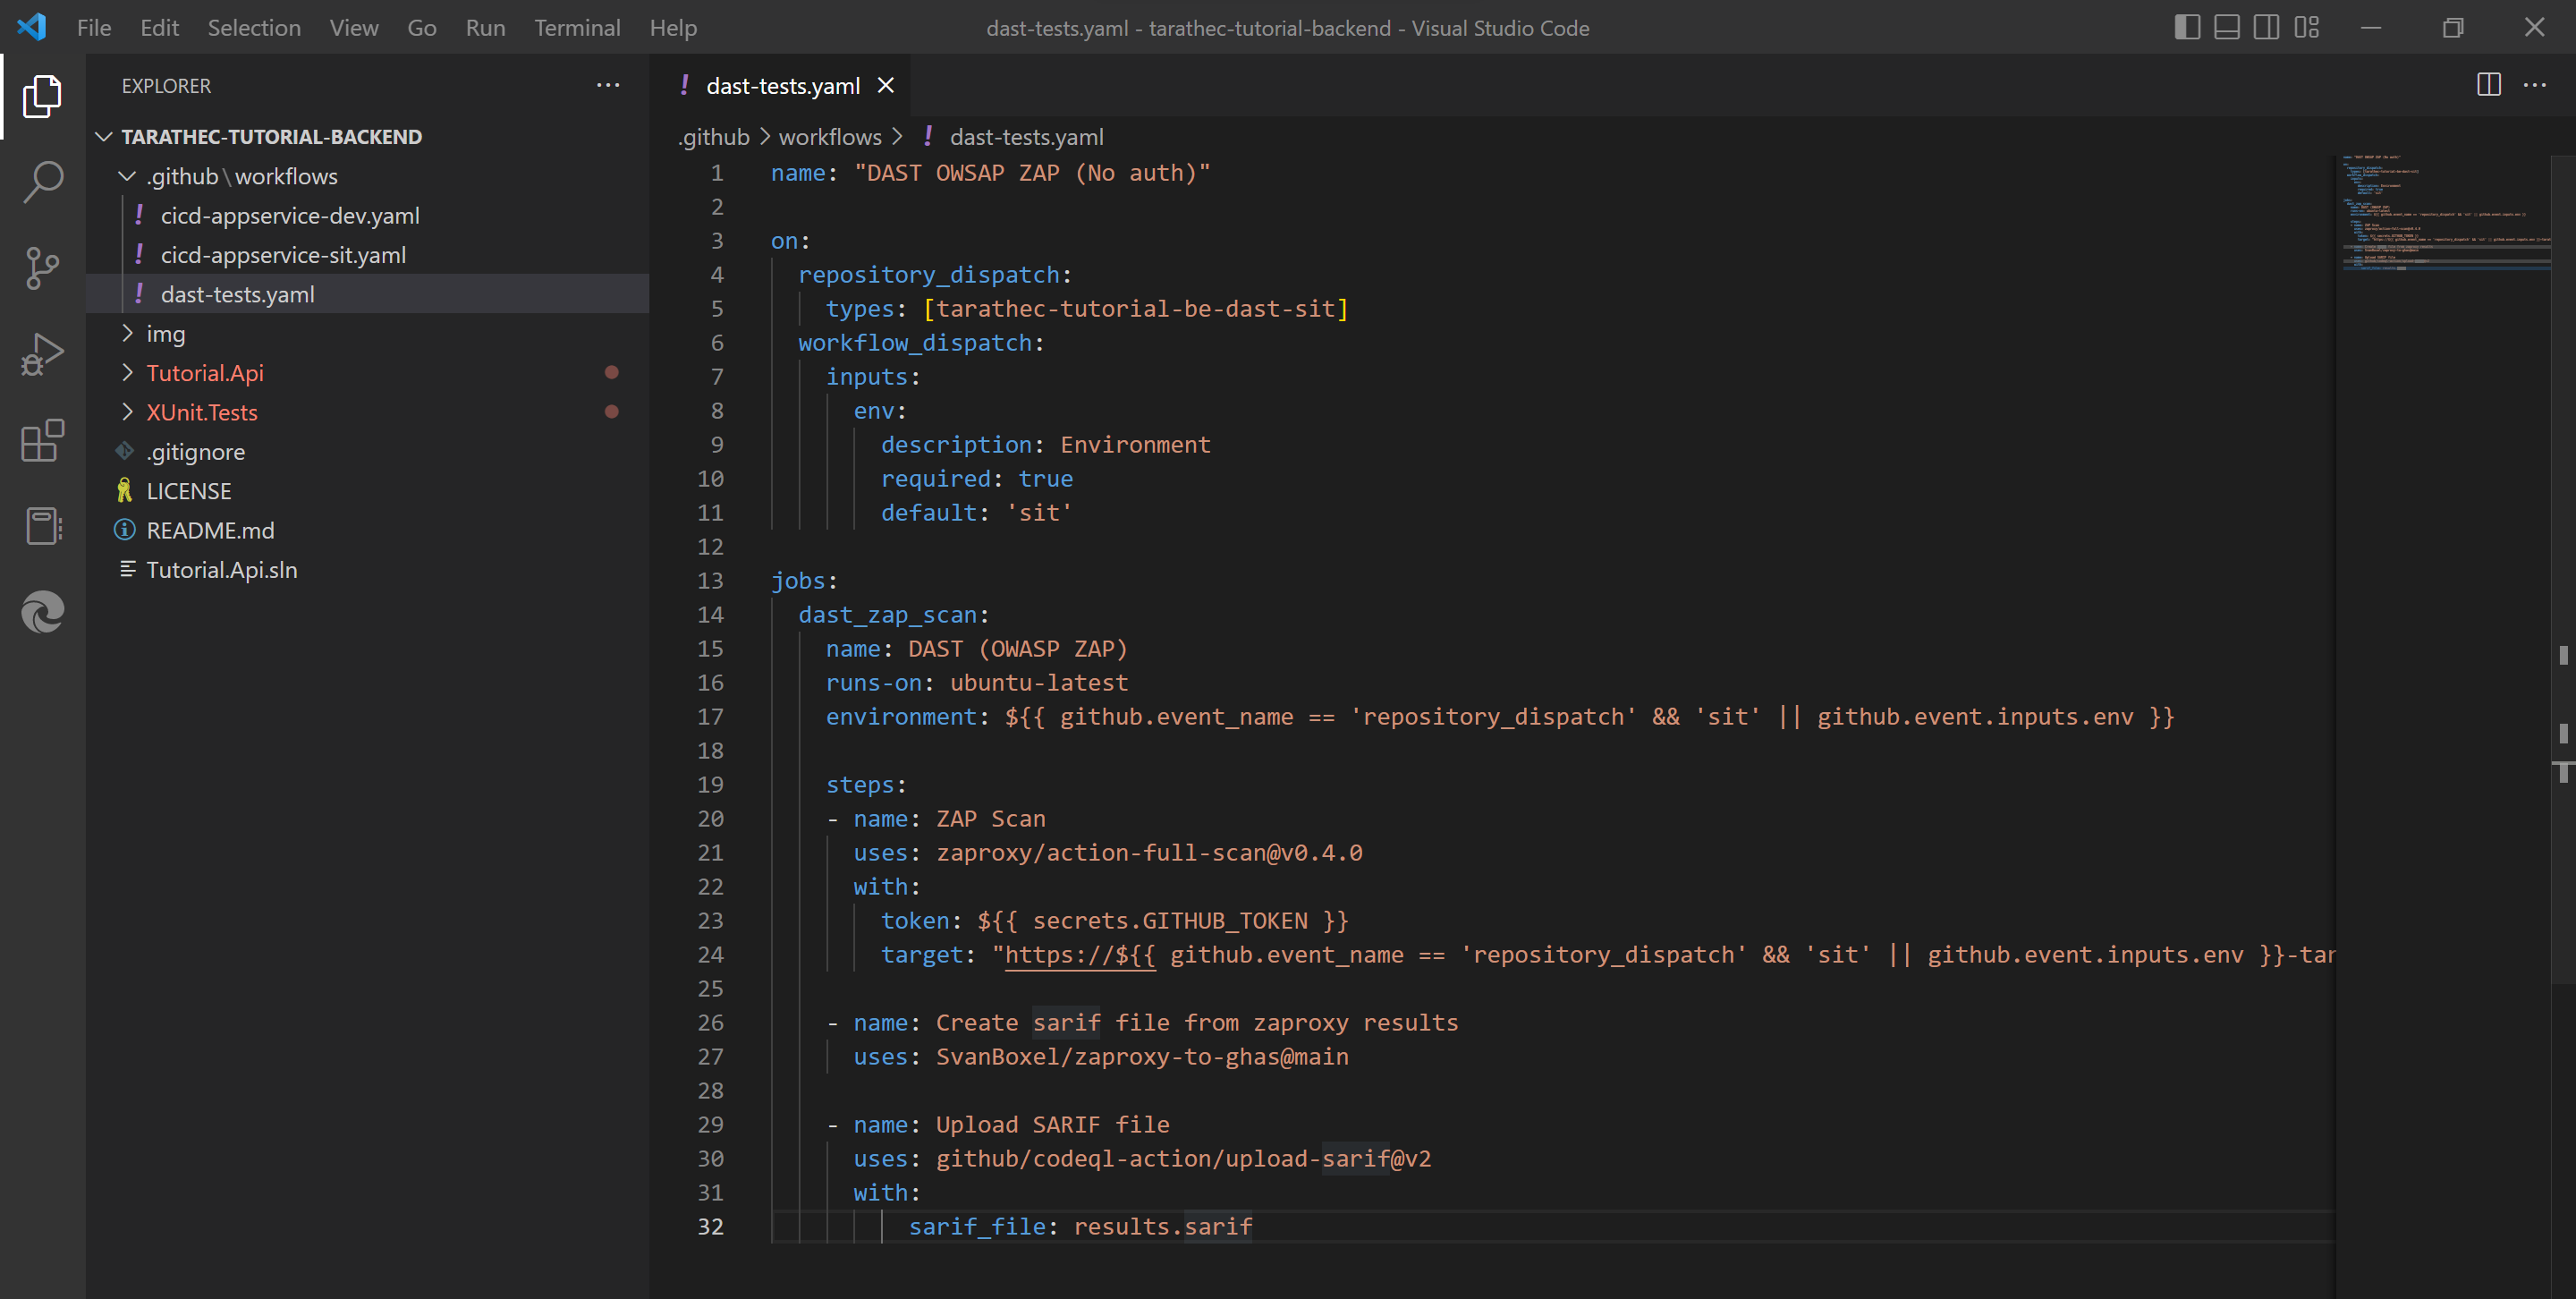 File Edit Selection View Go Run Terminal Help
dast-tests.yaml - tarathec-tutorial-backend - Visual Studio Code
EXPLORER
TARATHEC-TUTORIAL-BACKEND
.github\workflows
! cicd-appservice-dev.yaml
! cicd-appservice-sit.yaml
! dast-tests.yaml
img
Tutorial.Api
XUnit.Tests
.gitignore
LICENSE
README.md
Tutorial.Api.sln
! dast-tests.yaml
.github > workflows > ! dast-tests.yaml
1 name: "DAST OWSAP ZAP (No auth)"
2
3 on:
4   repository_dispatch:
5     types: [tarathec-tutorial-be-dast-sit]
6   workflow_dispatch:
7     inputs:
8       env:
9         description: Environment
10         required: true
11         default: 'sit'
12
13 jobs:
14   dast_zap_scan:
15     name: DAST (OWASP ZAP)
16     runs-on: ubuntu-latest
17     environment: ${{ github.event_name == 'repository_dispatch' && 'sit' || github.event.inputs.env }}
18
19     steps:
20     - name: ZAP Scan
21       uses: zaproxy/action-full-scan@v0.4.0
22       with:
23         token: ${{ secrets.GITHUB_TOKEN }}
24         target: "https://${{ github.event_name == 'repository_dispatch' && 'sit' || github.event.inputs.env }}-tar
25
26     - name: Create sarif file from zaproxy results
27       uses: SvanBoxel/zaproxy-to-ghas@main
28
29     - name: Upload SARIF file
30       uses: github/codeql-action/upload-sarif@v2
31       with:
32           sarif_file: results.sarif